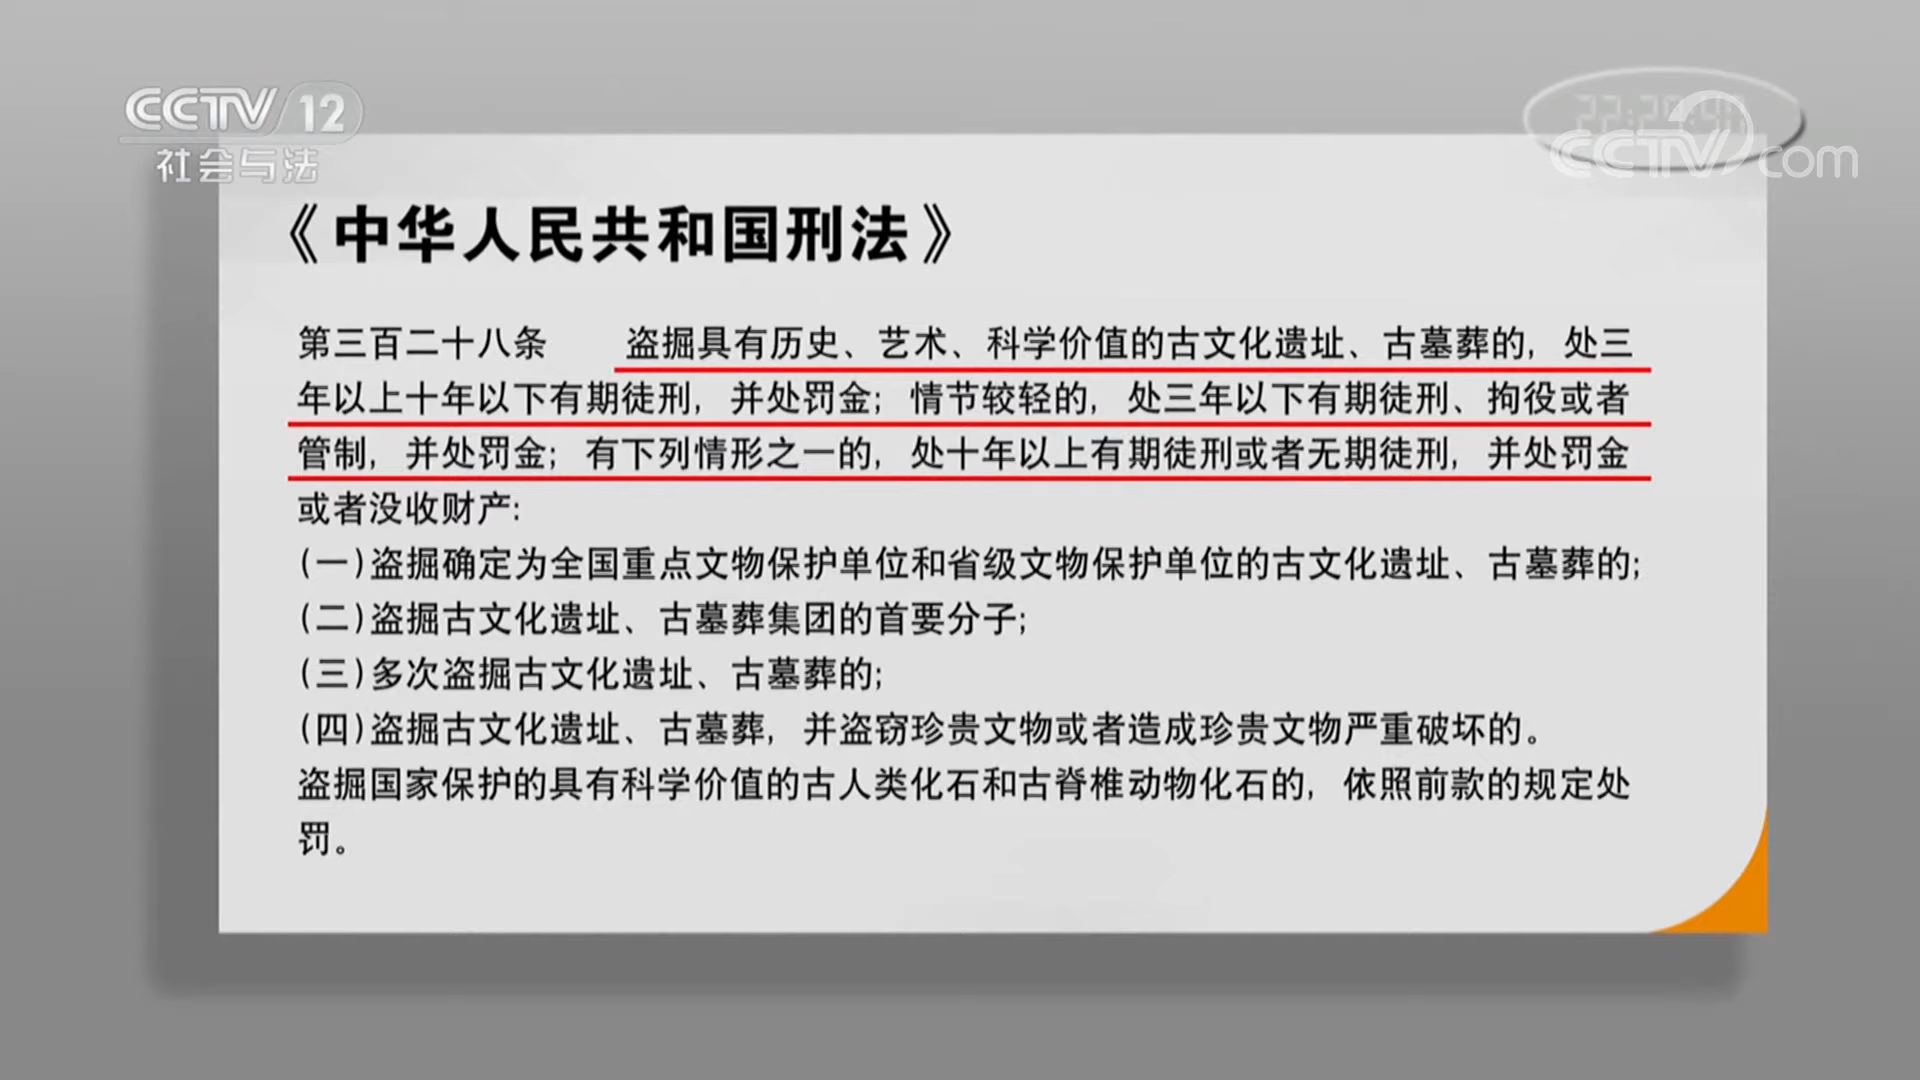 CCTV 12
社会与法
CCTV.com
《中华人民共和国刑法》
第三百二十八条 盗掘具有历史、艺术、科学价值的古文化遗址、古墓葬的，处三
年以上十年以下有期徒刑，并处罚金；情节较轻的，处三年以下有期徒刑、拘役或者
管制，并处罚金；有下列情形之一的，处十年以上有期徒刑或者无期徒刑，并处罚金
或者没收财产：
(一)盗掘确定为全国重点文物保护单位和省级文物保护单位的古文化遗址、古墓葬的；
(二)盗掘古文化遗址、古墓葬集团的首要分子；
(三)多次盗掘古文化遗址、古墓葬的；
(四)盗掘古文化遗址、古墓葬，并盗窃珍贵文物或者造成珍贵文物严重破坏的。
盗掘国家保护的具有科学价值的古人类化石和古脊椎动物化石的，依照前款的规定处
罚。